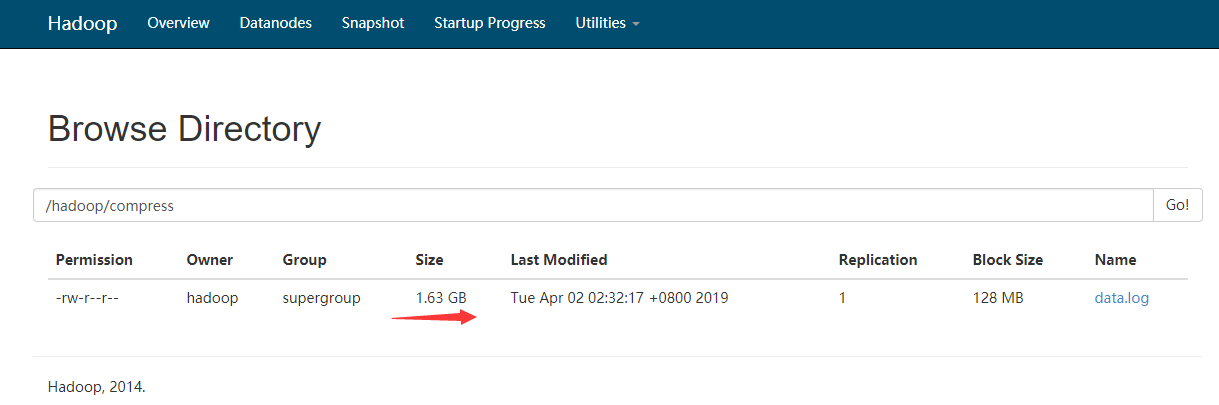 Hadoop Overview Datanodes Snapshot Startup Progress Utilities
Browse Directory
/hadoop/compress Go!
Permission Owner Group Size Last Modified Replication Block Size Name
-rw-r--r-- hadoop supergroup 1.63 GB Tue Apr 02 02:32:17 +0800 2019 1 128 MB data.log
Hadoop, 2014.